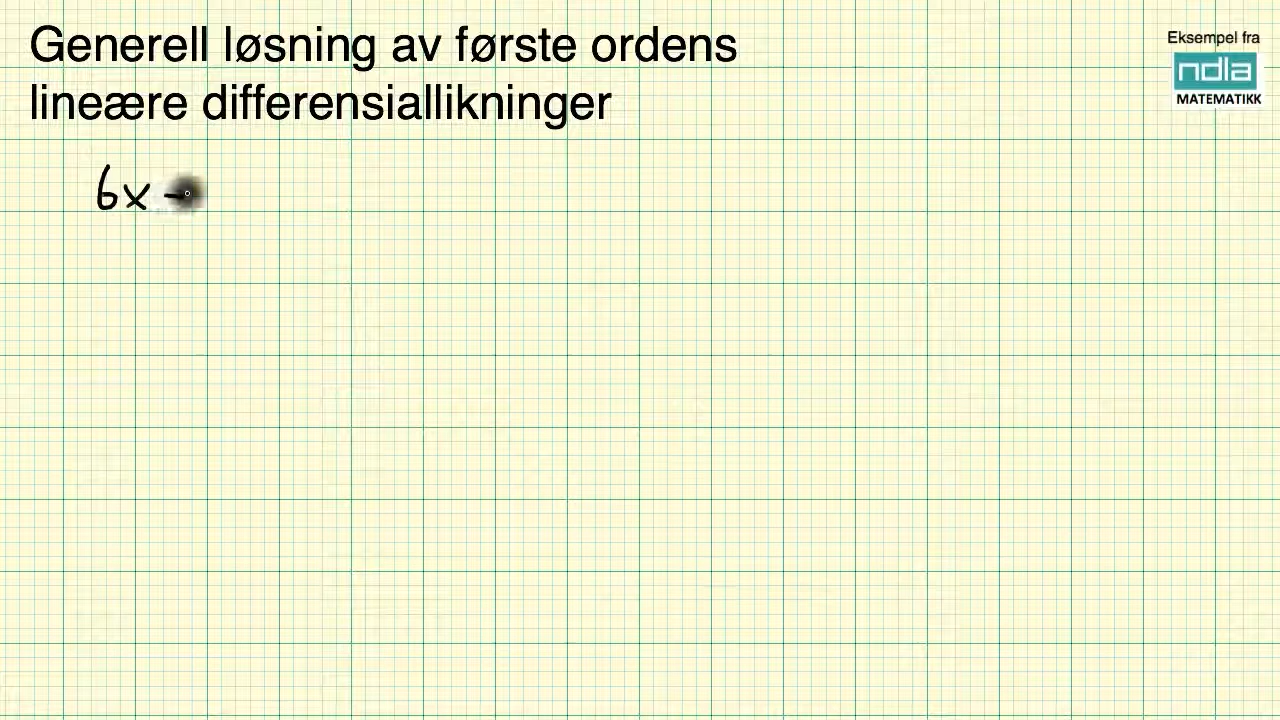 Generell løsning av første ordens
lineære differensiallikninger
Eksempel fra
ndla
MATEMATIKK
6x -